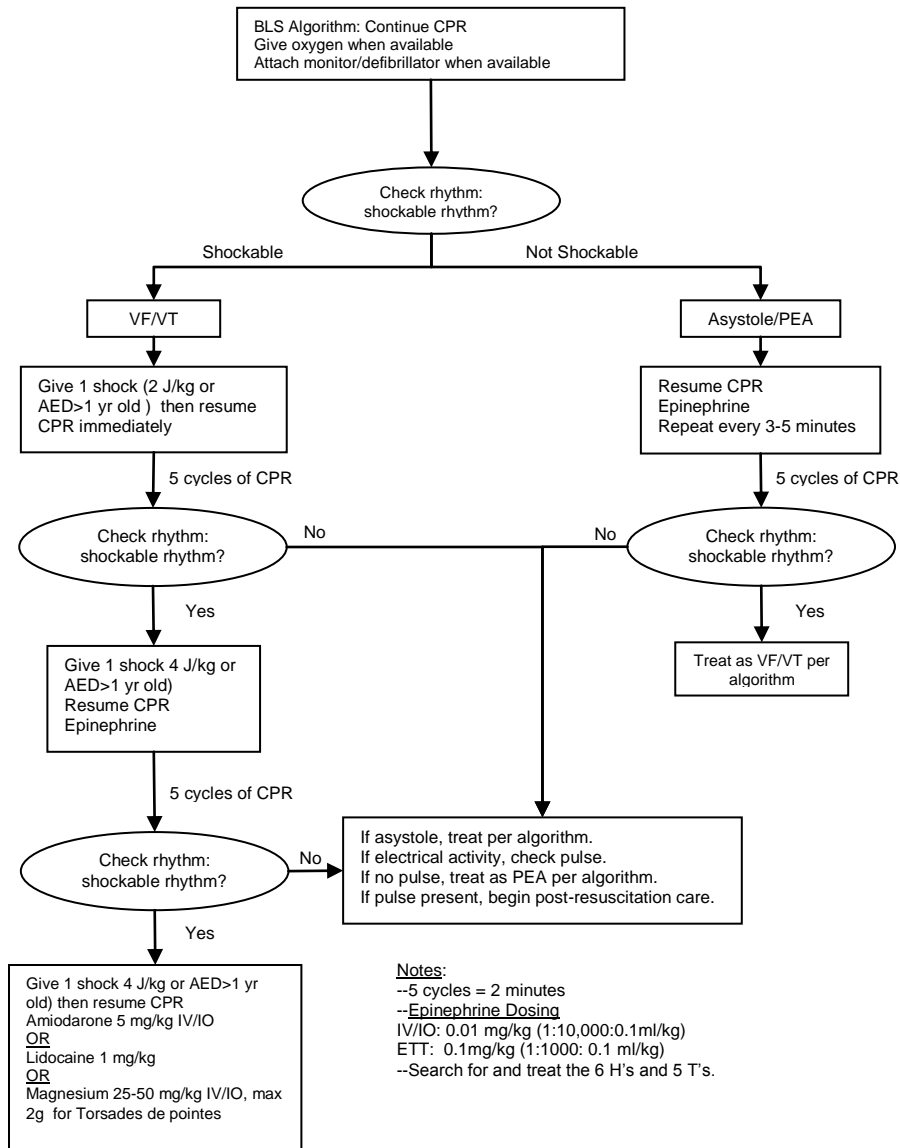 BLS Algorithm: Continue CPR
Give oxygen when available
Attach monitor/defibrillator when available
Check rhythm:
shockable rhythm?
Shockable
Not Shockable
VF/VT
Asystole/PEA
Give 1 shock (2 J/kg or
AED>1 yr old ) then resume
CPR immediately
Resume CPR
Epinephrine
Repeat every 3-5 minutes
5 cycles of CPR
5 cycles of CPR
Check rhythm:
shockable rhythm?
No
No
Check rhythm:
shockable rhythm?
Yes
Yes
Give 1 shock 4 J/kg or
AED>1 yr old)
Resume CPR
Epinephrine
Treat as VF/VT per
algorithm
5 cycles of CPR
Check rhythm:
shockable rhythm?
No
If asystole, treat per algorithm.
If electrical activity, check pulse.
If no pulse, treat as PEA per algorithm.
If pulse present, begin post-resuscitation care.
Yes
Give 1 shock 4 J/kg or AED>1 yr
old) then resume CPR
Amiodarone 5 mg/kg IV/IO
OR
Lidocaine 1 mg/kg
OR
Magnesium 25-50 mg/kg IV/IO, max
2g for Torsades de pointes
Notes:
--5 cycles = 2 minutes
--Epinephrine Dosing
IV/IO: 0.01 mg/kg (1:10,000:0.1ml/kg)
ETT: 0.1mg/kg (1:1000: 0.1 ml/kg)
--Search for and treat the 6 H's and 5 T's.